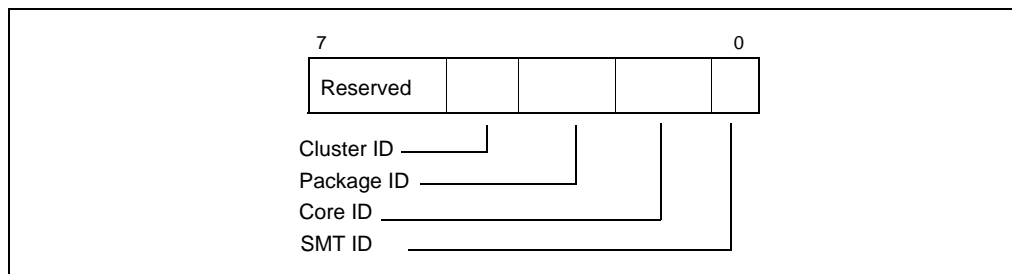 7 0
Reserved
Cluster ID
Package ID
Core ID
SMT ID